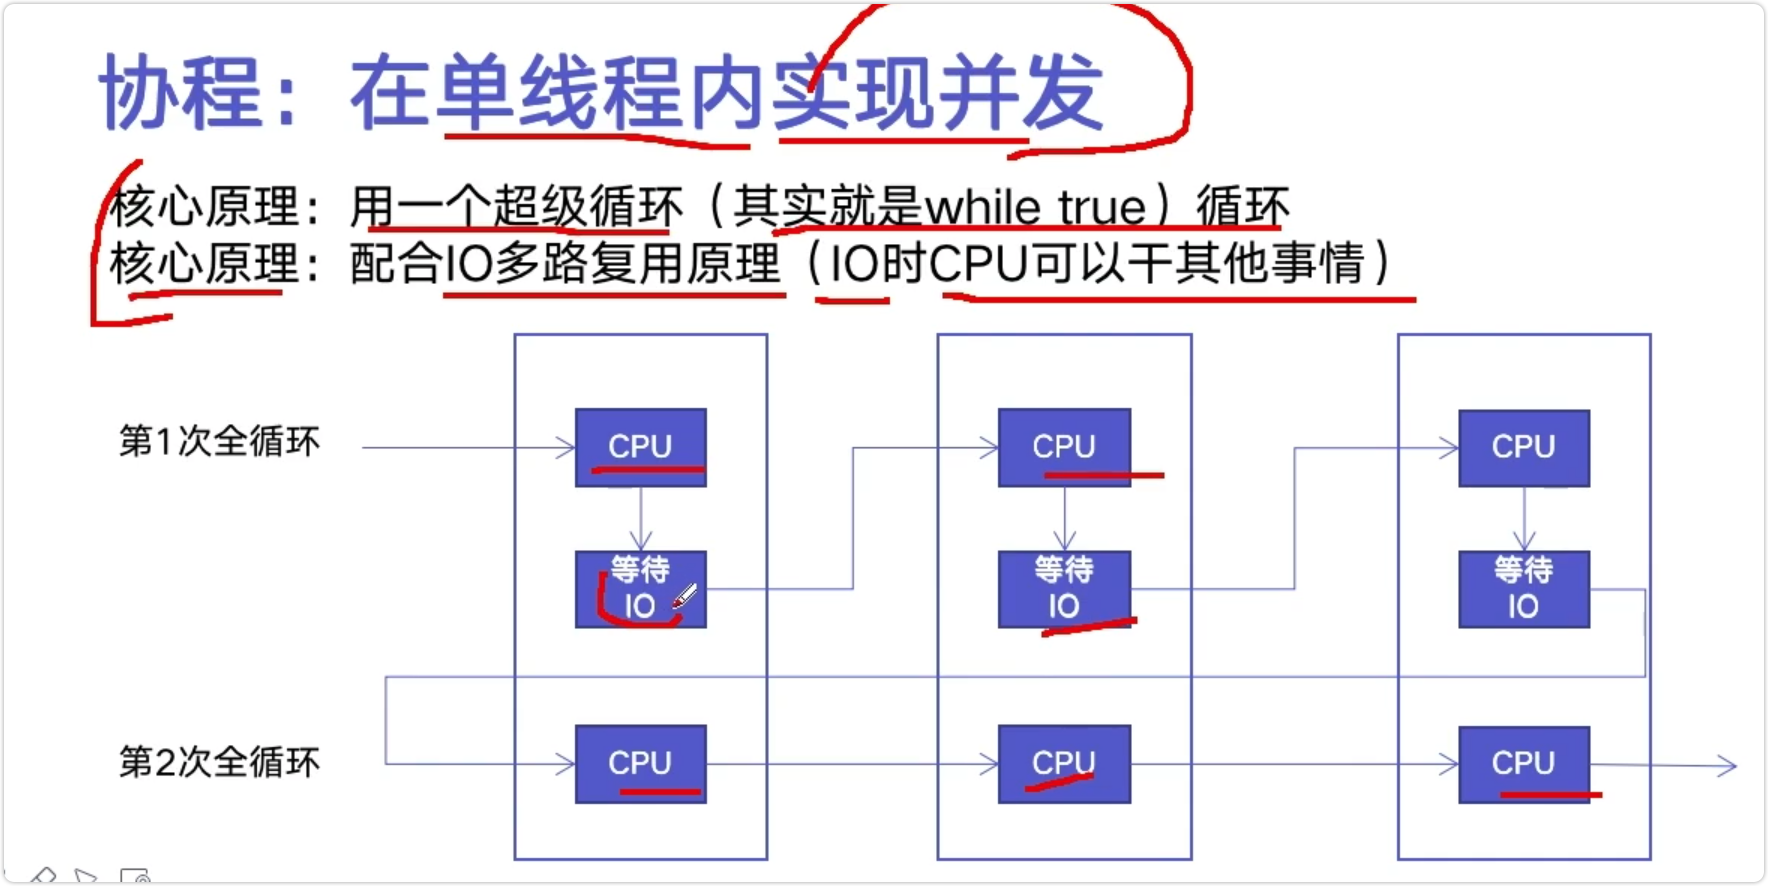 协程：在单线程内实现并发
核心原理：用一个超级循环（其实就是while true）循环
核心原理：配合IO多路复用原理（IO时CPU可以干其他事情）
第1次全循环
CPU
CPU
CPU
等待
IO
等待
IO
等待
IO
第2次全循环
CPU
CPU
CPU